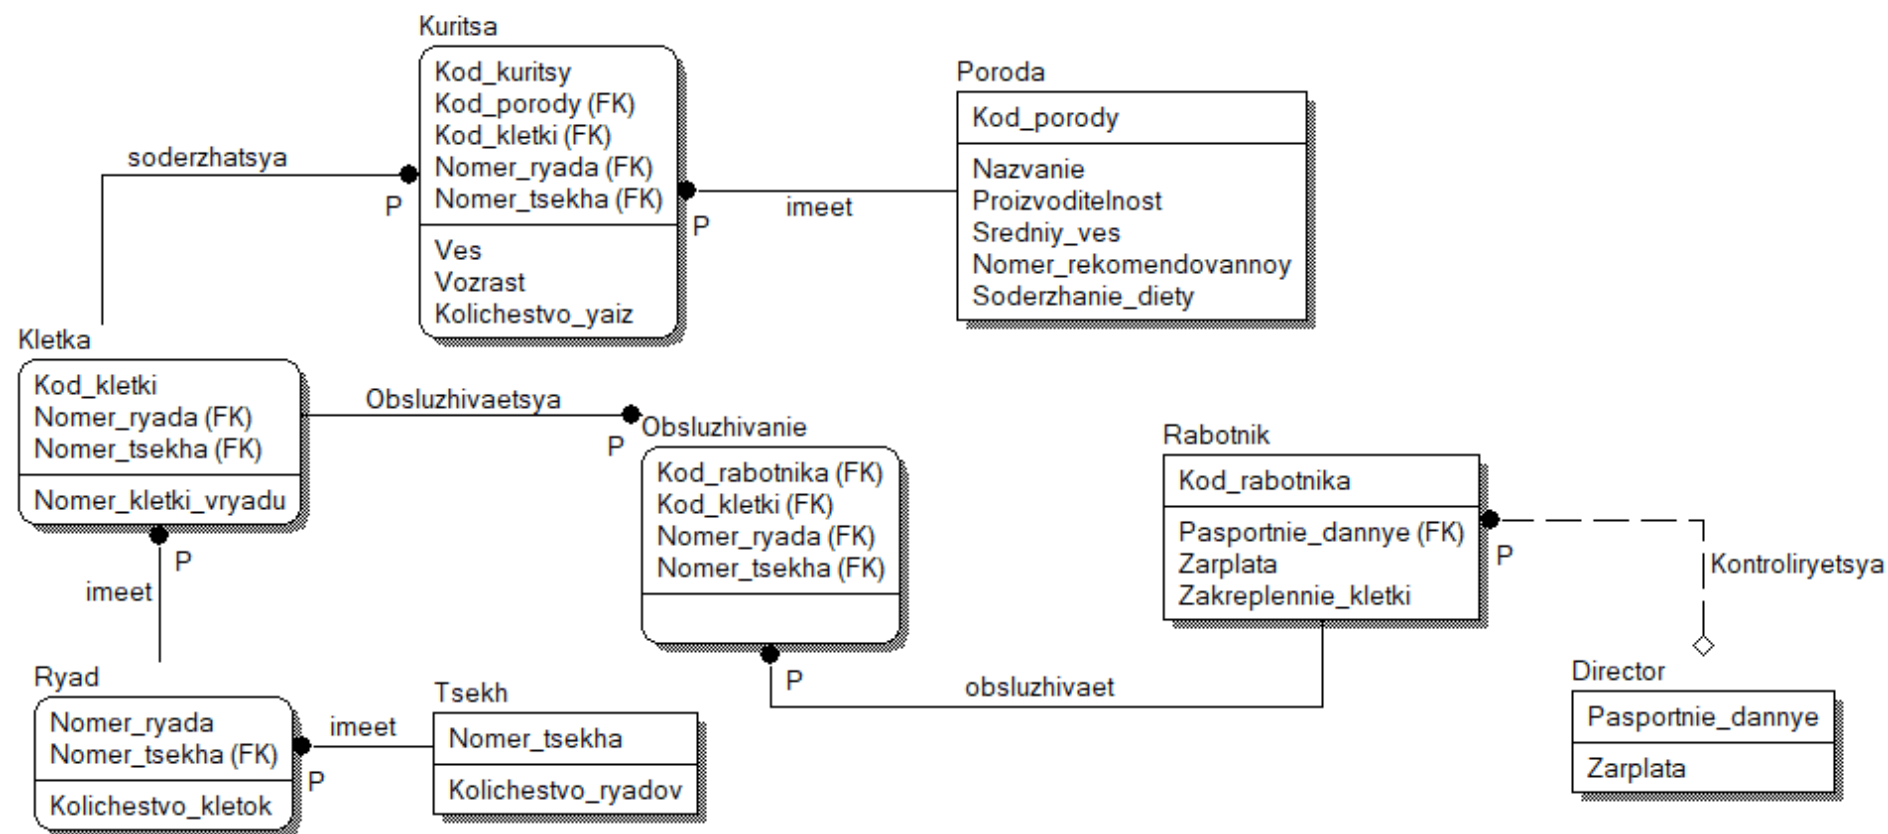 Kuritsa
Kod_kuritsy
Kod_porody (FK)
Kod_kletki (FK)
Nomer_ryada (FK)
Nomer_tsekha (FK)
Ves
Vozrast
Kolichestvo_yaiz
Poroda
Kod_porody
Nazvanie
Proizvoditelnost
Sredniy_ves
Nomer_rekomendovannoy
Soderzhanie_diety
soderzhatsya
P
imeet
P
Kletka
Kod_kletki
Nomer_ryada (FK)
Nomer_tsekha (FK)
Nomer_kletki_vryadu
Obsluzhivaetsya
P
Obsluzhivanie
Kod_rabotnika (FK)
Kod_kletki (FK)
Nomer_ryada (FK)
Nomer_tsekha (FK)
Rabotnik
Kod_rabotnika
Pasportnie_dannye (FK)
Zarplata
Zakreplennie_kletki
P
Kontroliryetsya
P
imeet
Ryad
Nomer_ryada
Nomer_tsekha (FK)
Kolichestvo_kletok
imeet
P
Tsekh
Nomer_tsekha
Kolichestvo_ryadov
P
obsluzhivaet
Director
Pasportnie_dannye
Zarplata